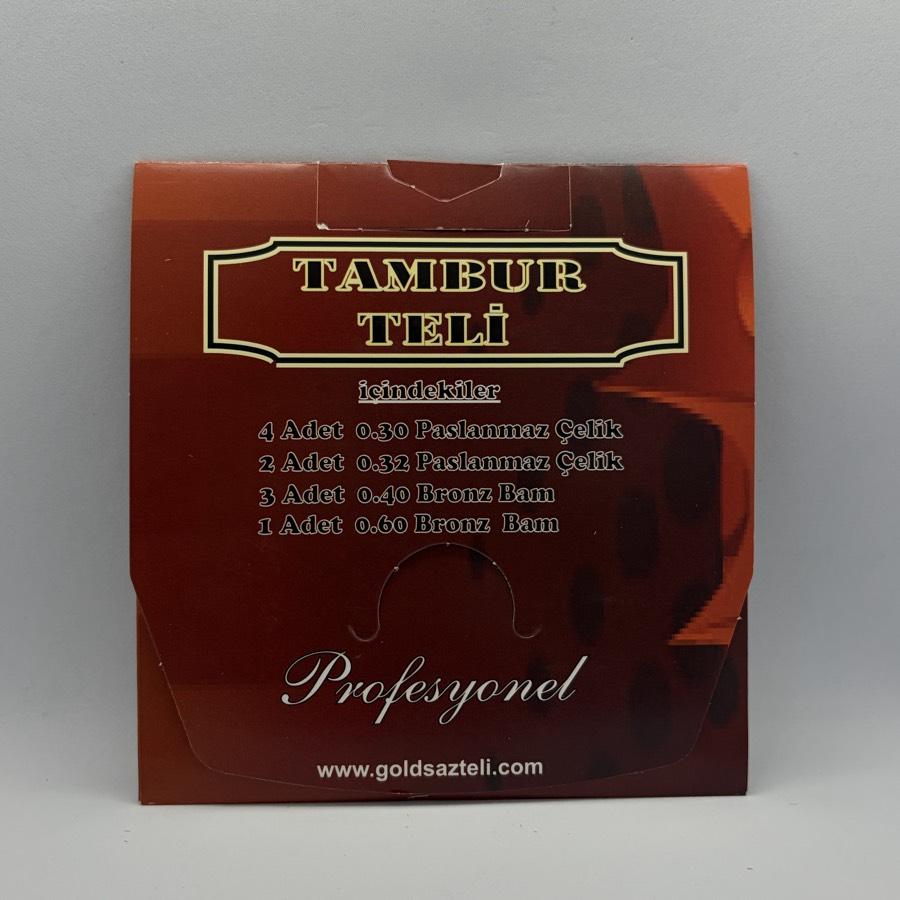 TAMBUR
TELİ
içindekiler
4 Adet 0.30 Paslanmaz Çelik
2 Adet 0.32 Paslanmaz Çelik
3 Adet 0.40 Bronz Bam
1 Adet 0.60 Bronz Bam
Profesyonel
www.goldsazteli.com